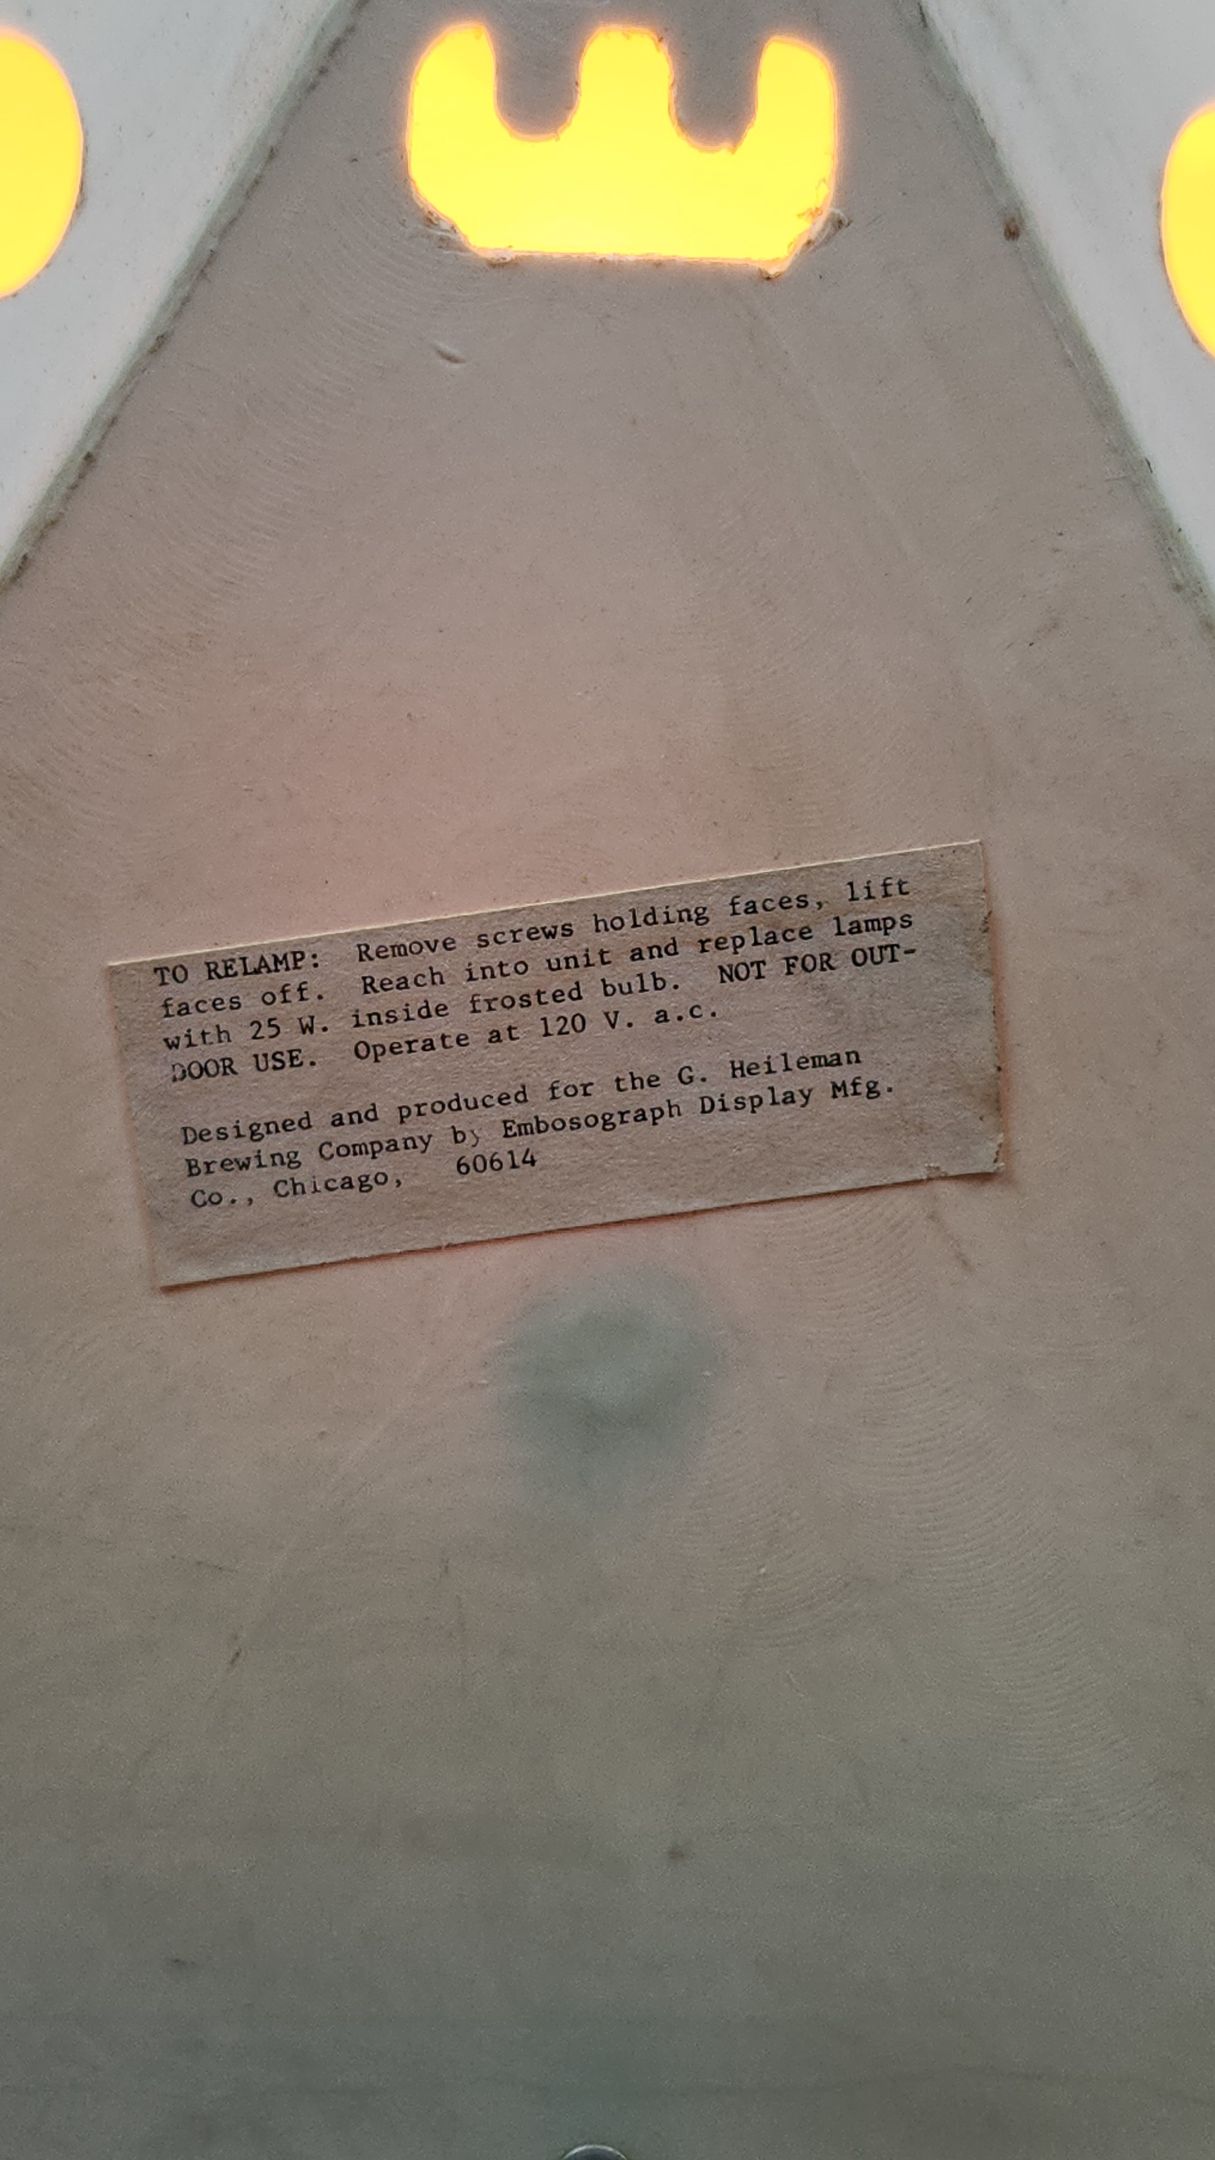 TO RELAMP: Remove screws holding faces, lift
faces off. Reach into unit and replace lamps
with 25 W. inside frosted bulb. NOT FOR OUT-
DOOR USE. Operate at 120 V. a.c.
Designed and produced for the G. Heileman
Brewing Company by Embosograph Display Mfg.
Co., Chicago, 60614